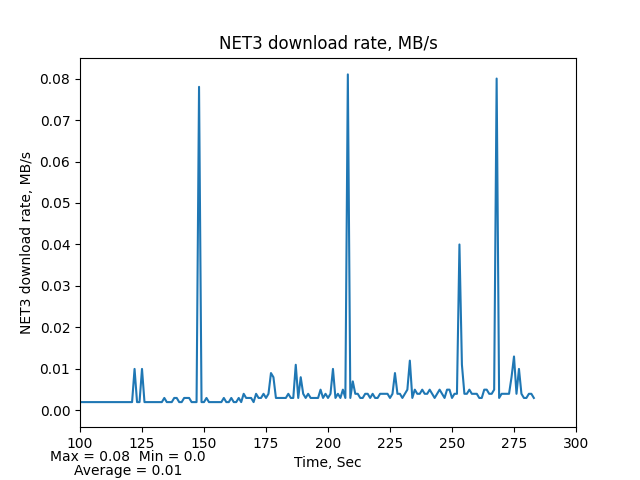 NET3 download rate, MB/s
0.08
0.07
0.06
0.05
0.04
0.03
0.02
0.01
0.00
NET3 download rate, MB/s
100 125 150 175 200 225 250 275 300
Time, Sec
Max = 0.08 Min = 0.0
Average = 0.01